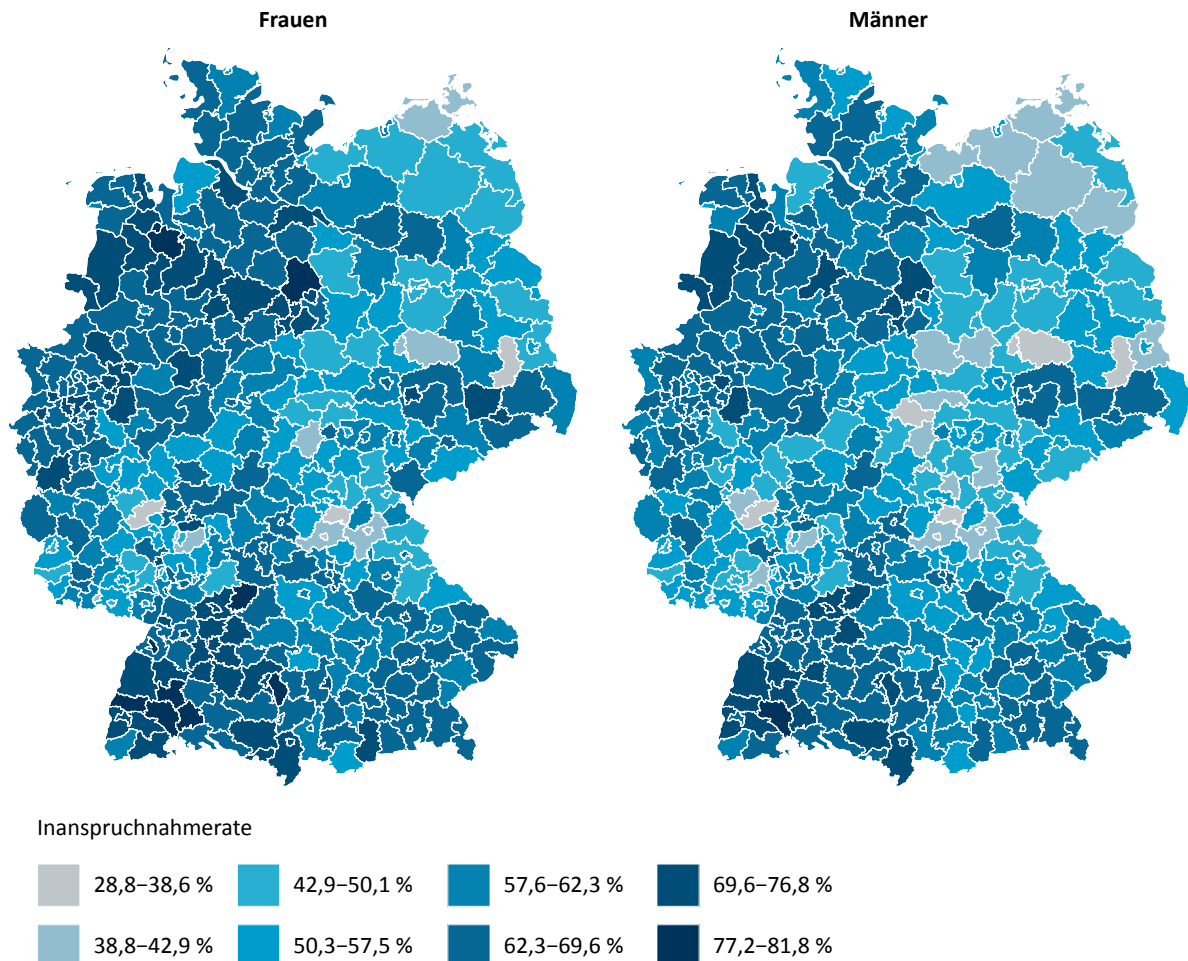 Frauen
Männer
Inanspruchnahmerate
28,8–38,6 %
42,9–50,1 %
57,6–62,3 %
69,6–76,8 %
38,8–42,9 %
50,3–57,5 %
62,3–69,6 %
77,2–81,8 %